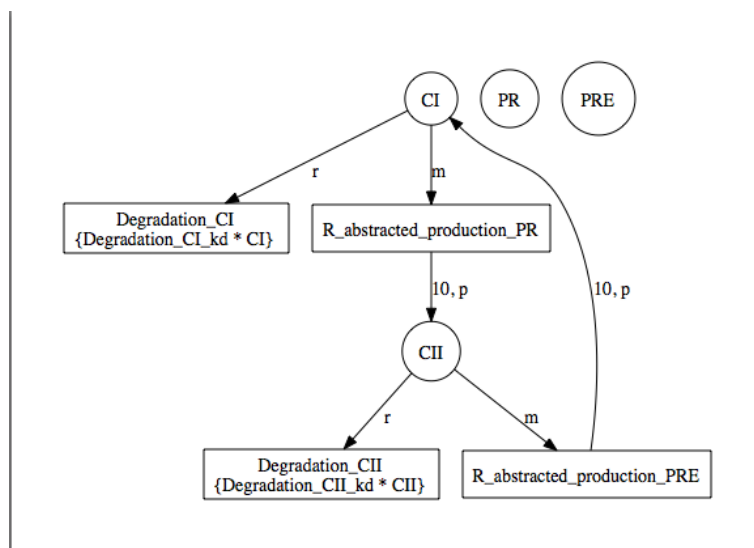 CI
PR
PRE
r
m
Degradation_CI
{Degradation_CI_kd * CI}
R_abstracted_production_PR
10, p
10, p
CII
r
m
Degradation_CII
{Degradation_CII_kd * CII}
R_abstracted_production_PRE